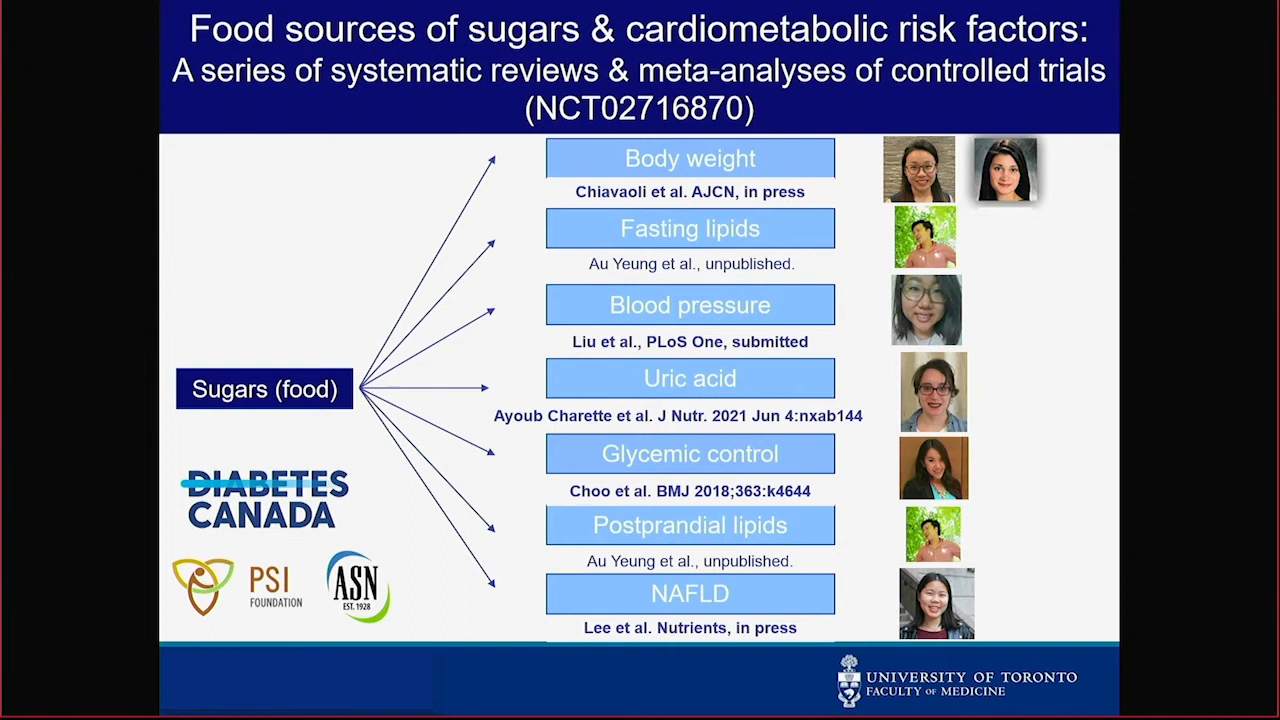 Food sources of sugars & cardiometabolic risk factors:
A series of systematic reviews & meta-analyses of controlled trials
(NCT02716870)
Body weight
Chiavaoli et al. AJCN, in press
Fasting lipids
Au Yeung et al., unpublished.
Blood pressure
Liu et al., PLoS One, submitted
Sugars (food)
Uric acid
Ayoub Charette et al. J Nutr. 2021 Jun 4:nxab144
Glycemic control
Choo et al. BMJ 2018;363:k4644
Postprandial lipids
Au Yeung et al., unpublished.
NAFLD
Lee et al. Nutrients, in press
DIABETES
CANADA
PSI
FOUNDATION
ASN
EST. 1928
UNIVERSITY OF TORONTO
FACULTY OF MEDICINE